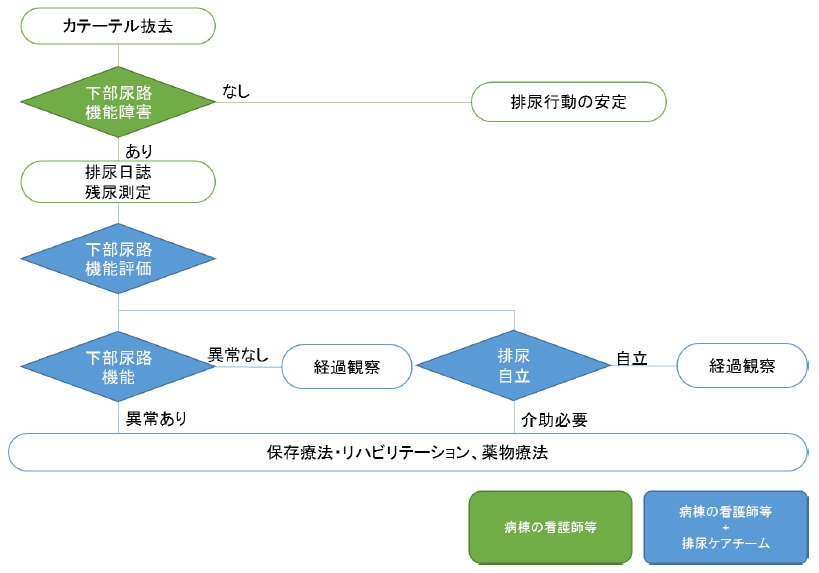 カテーテル抜去
下部尿路
機能障害
なし
排尿行動の安定
あり
排尿日誌
残尿測定
下部尿路
機能評価
下部尿路
機能
異常なし
経過観察
排尿
自立
自立
経過観察
異常あり
介助必要
保存療法・リハビリテーション、薬物療法
病棟の看護師等
病棟の看護師等
+
排尿ケアチーム